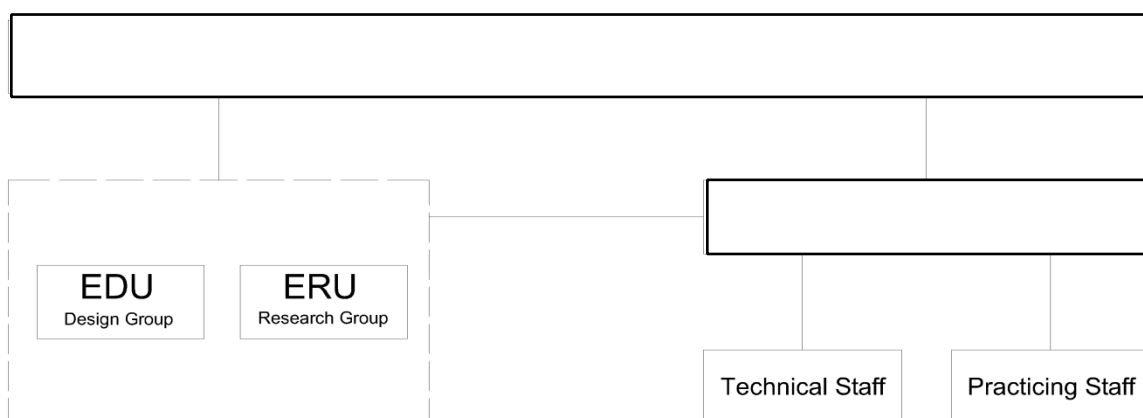 EDU
Design Group
ERU
Research Group
Technical Staff
Practicing Staff